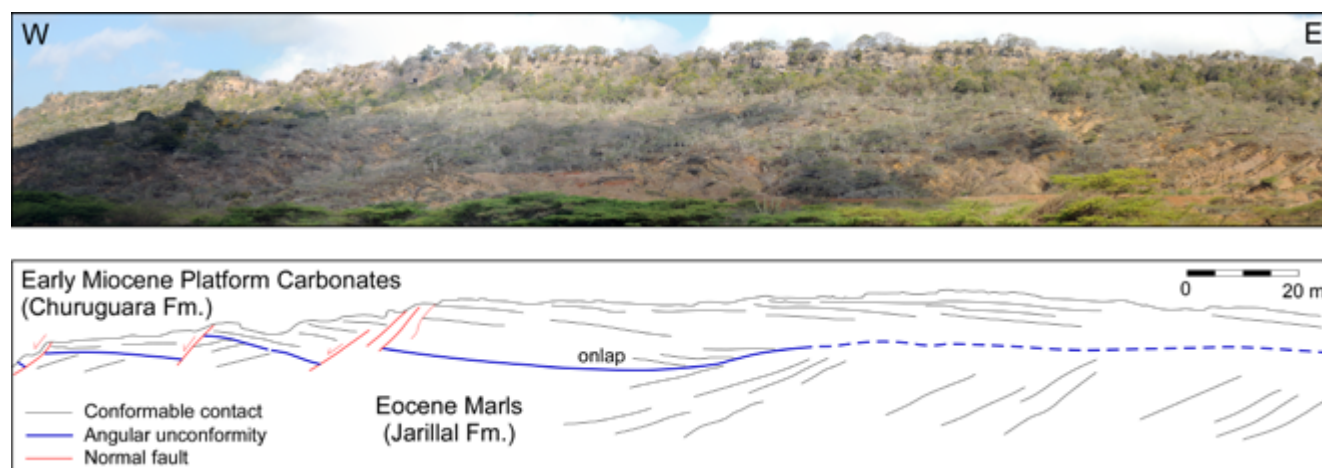 W
E
Early Miocene Platform Carbonates
(Churuguara Fm.)
0 20 m
onlap
Eocene Marls
(Jarillal Fm.)
Conformable contact
Angular unconformity
Normal fault